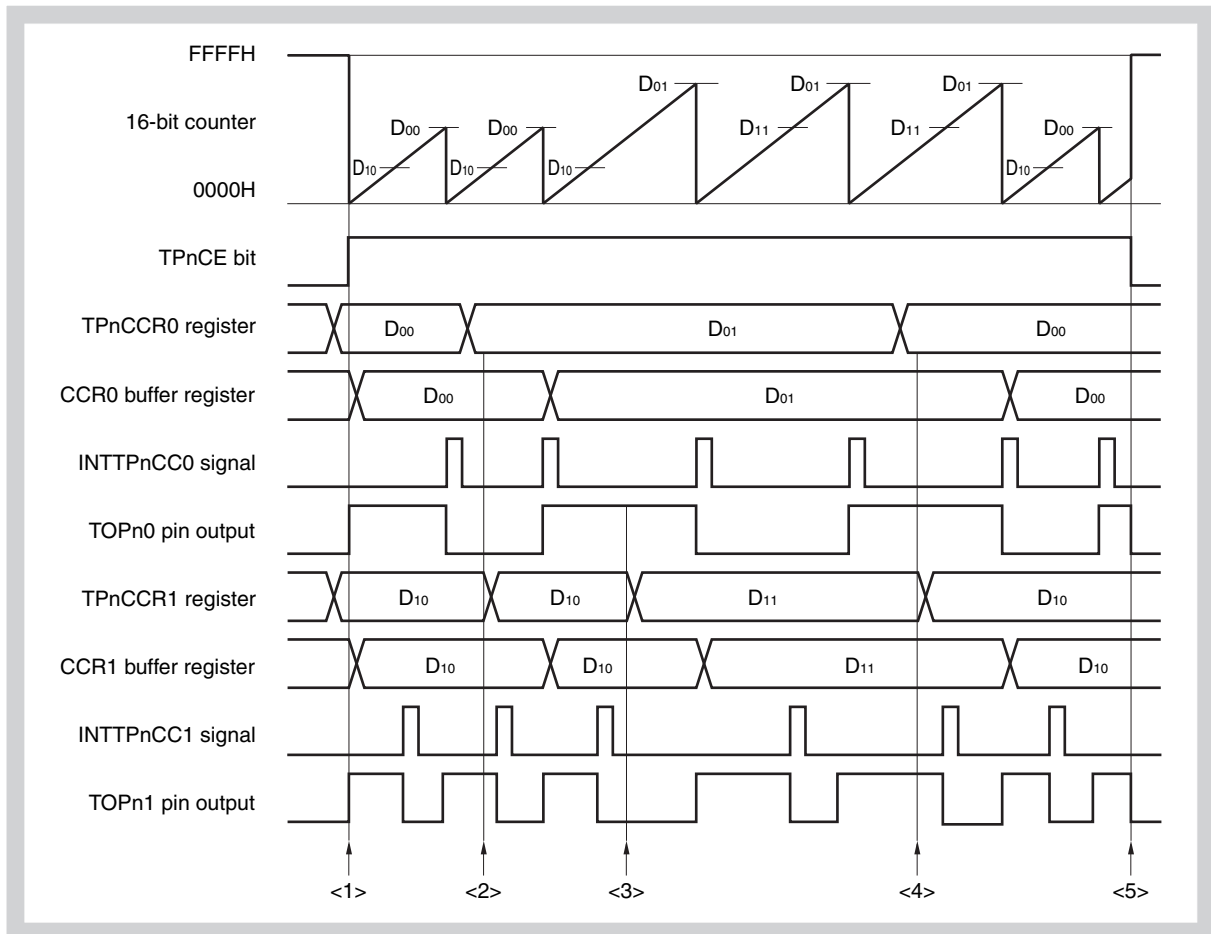 FFFFH
D01 D01 D01
16-bit counter D00 D00 D11 D11 D00
D10 D10 D10 D10
0000H
TPnCE bit
TPnCCR0 register D00 D01 D00
CCR0 buffer register D00 D01 D00
INTTPnCC0 signal
TOPn0 pin output
TPnCCR1 register D10 D10 D11 D10
CCR1 buffer register D10 D10 D11 D10
INTTPnCC1 signal
TOPn1 pin output
<1> <2> <3> <4> <5>